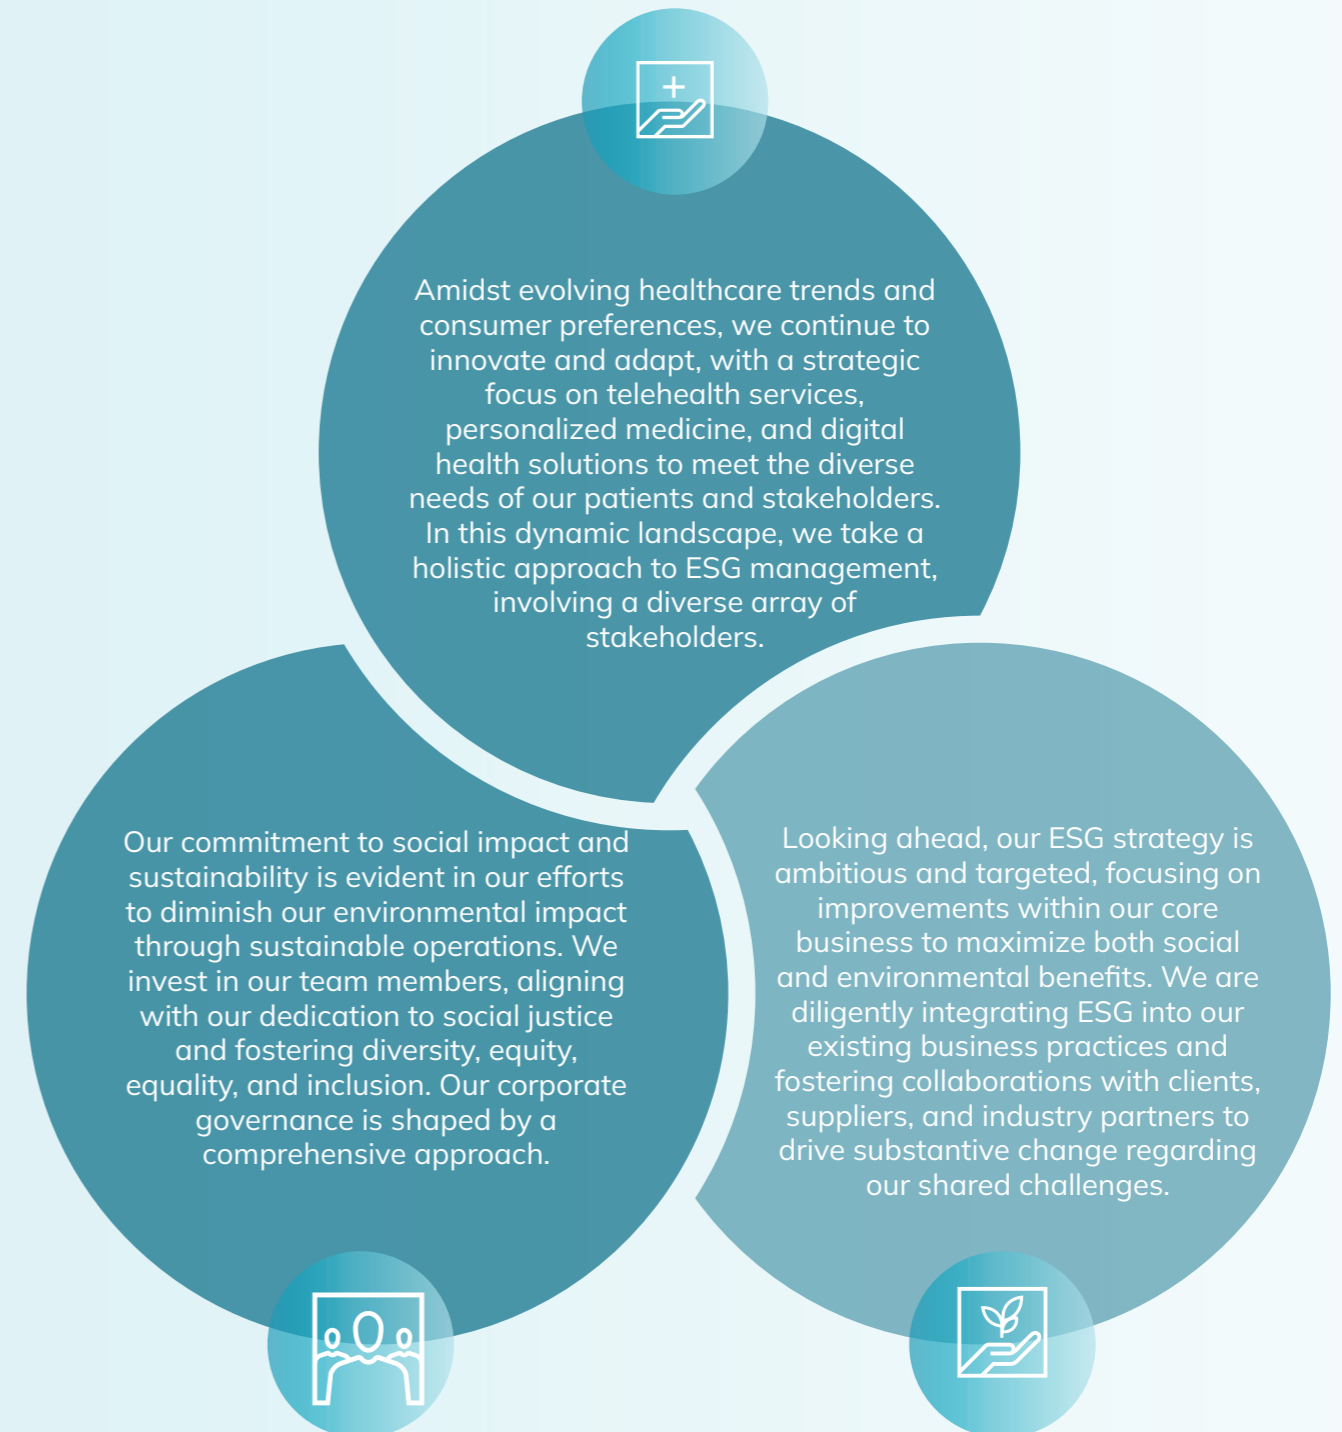 Amidst evolving healthcare trends and
consumer preferences, we continue to
innovate and adapt, with a strategic
focus on telehealth services,
personalized medicine, and digital
health solutions to meet the diverse
needs of our patients and stakeholders.
In this dynamic landscape, we take a
holistic approach to ESG management,
involving a diverse array of
stakeholders.
Our commitment to social impact and
sustainability is evident in our efforts
to diminish our environmental impact
through sustainable operations. We
invest in our team members, aligning
with our dedication to social justice
and fostering diversity, equity,
equality, and inclusion. Our corporate
governance is shaped by a
comprehensive approach.
Looking ahead, our ESG strategy is
ambitious and targeted, focusing on
improvements within our core
business to maximize both social
and environmental benefits. We are
diligently integrating ESG into our
existing business practices and
fostering collaborations with clients,
suppliers, and industry partners to
drive substantive change regarding
our shared challenges.